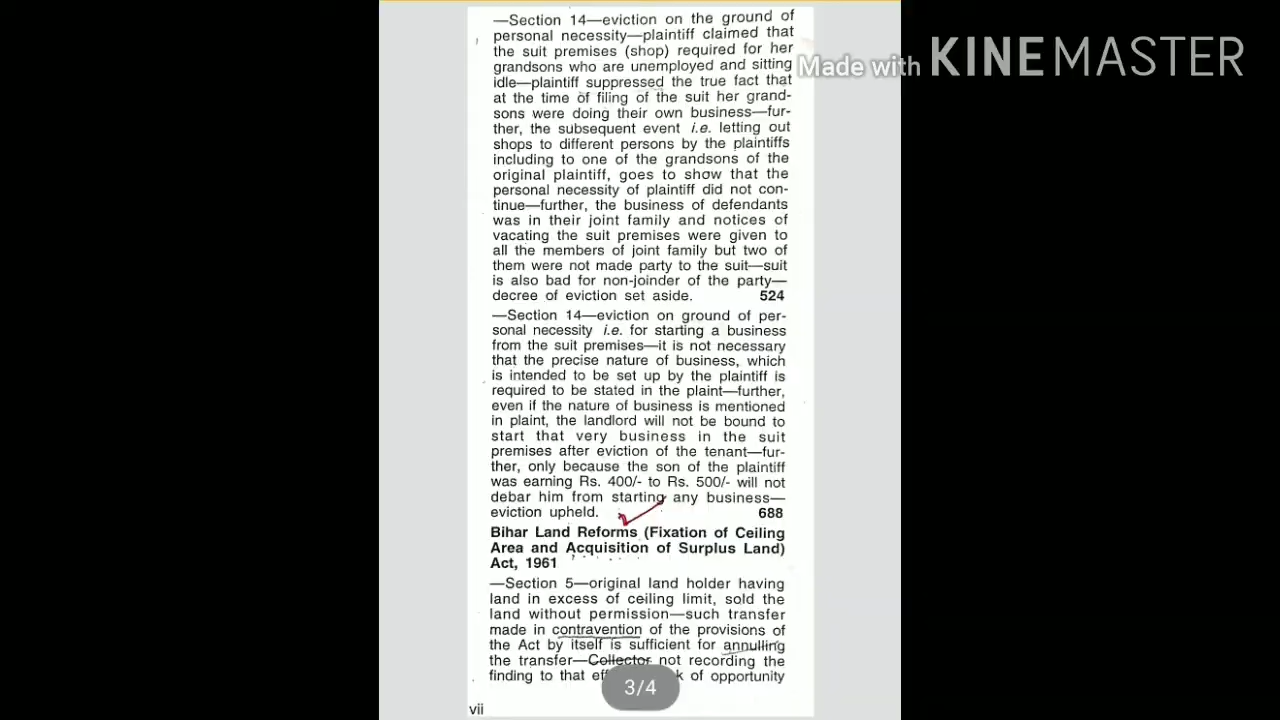 —Section 14—eviction on the ground of
personal necessity—plaintiff claimed that
the suit premises (shop) required for her
grandsons who are unemployed and sitting
idle—plaintiff suppressed the true fact that
at the time of filing of the suit her grand-
sons were doing their own business—fur-
ther, the subsequent event i.e. letting out
shops to different persons by the plaintiffs
including to one of the grandsons of the
original plaintiff, goes to show that the
personal necessity of plaintiff did not con-
tinue—further, the business of defendants
was in their joint family and notices of
vacating the suit premises were given to
all the members of joint family but two of
them were not made party to the suit—suit
is also bad for non-joinder of the party—
decree of eviction set aside. 524
—Section 14—eviction on ground of per-
sonal necessity i.e. for starting a business
from the suit premises—it is not necessary
that the precise nature of business, which
is intended to be set up by the plaintiff is
required to be stated in the plaint—further,
even if the nature of business is mentioned
in plaint, the landlord will not be bound to
start that very business in the suit
premises after eviction of the tenant—fur-
ther, only because the son of the plaintiff
was earning Rs. 400/- to Rs. 500/- will not
debar him from starting any business—
eviction upheld. 688
Bihar Land Reforms (Fixation of Ceiling
Area and Acquisition of Surplus Land)
Act, 1961
—Section 5—original land holder having
land in excess of ceiling limit, sold the
land without permission—such transfer
made in contravention of the provisions of
the Act by itself is sufficient for annulling
the transfer—Collector not recording the
finding to that of opportunity
3/4
vii
Made with KINEMASTER